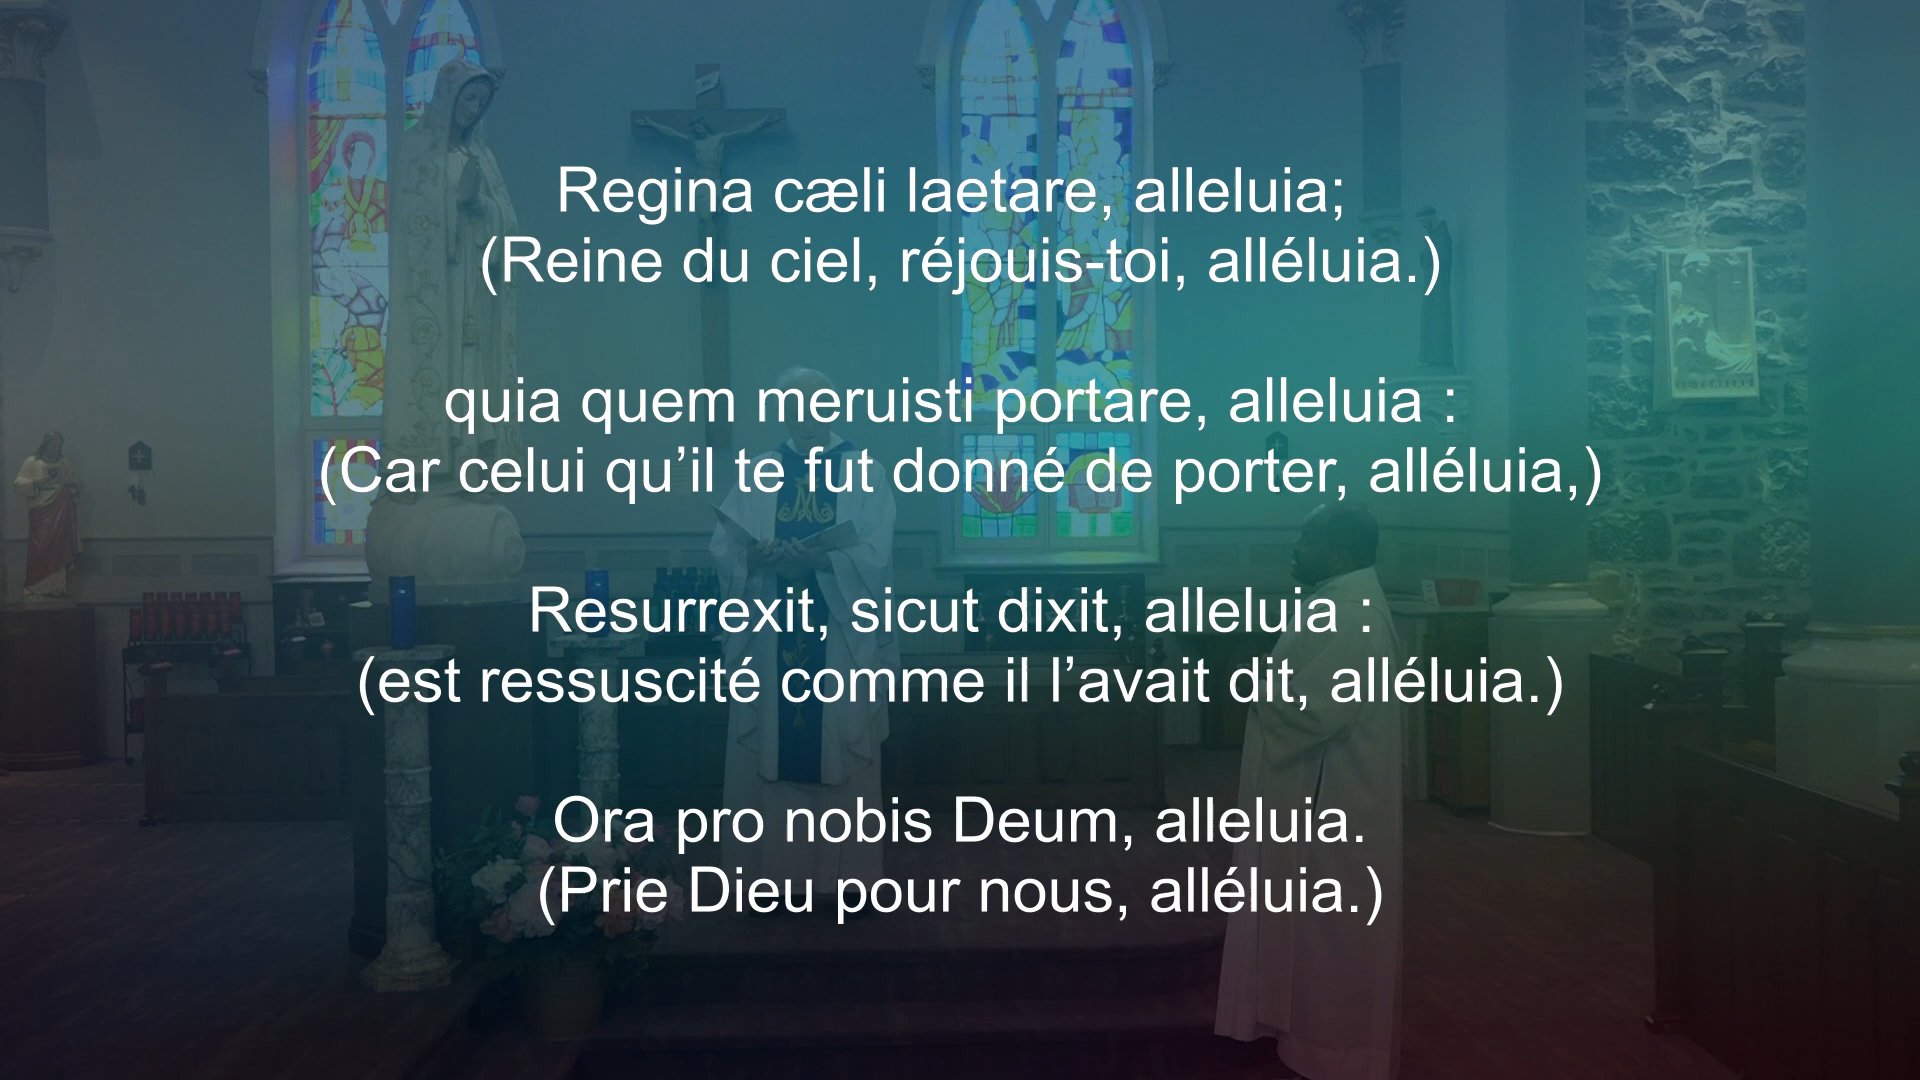 Regina cæli laetare, alleluia;
(Reine du ciel, réjouis-toi, alléluia.)
quia quem meruisti portare, alleluia :
(Car celui qu’il te fut donné de porter, alléluia,)
Resurrexit, sicut dixit, alleluia :
(est ressuscité comme il l’avait dit, alléluia.)
Ora pro nobis Deum, alleluia.
(Prie Dieu pour nous, alléluia.)